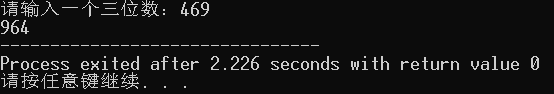 请输入一个三位数：469
964
--------------------------------
Process exited after 2.226 seconds with return value 0
请按任意键继续. . .